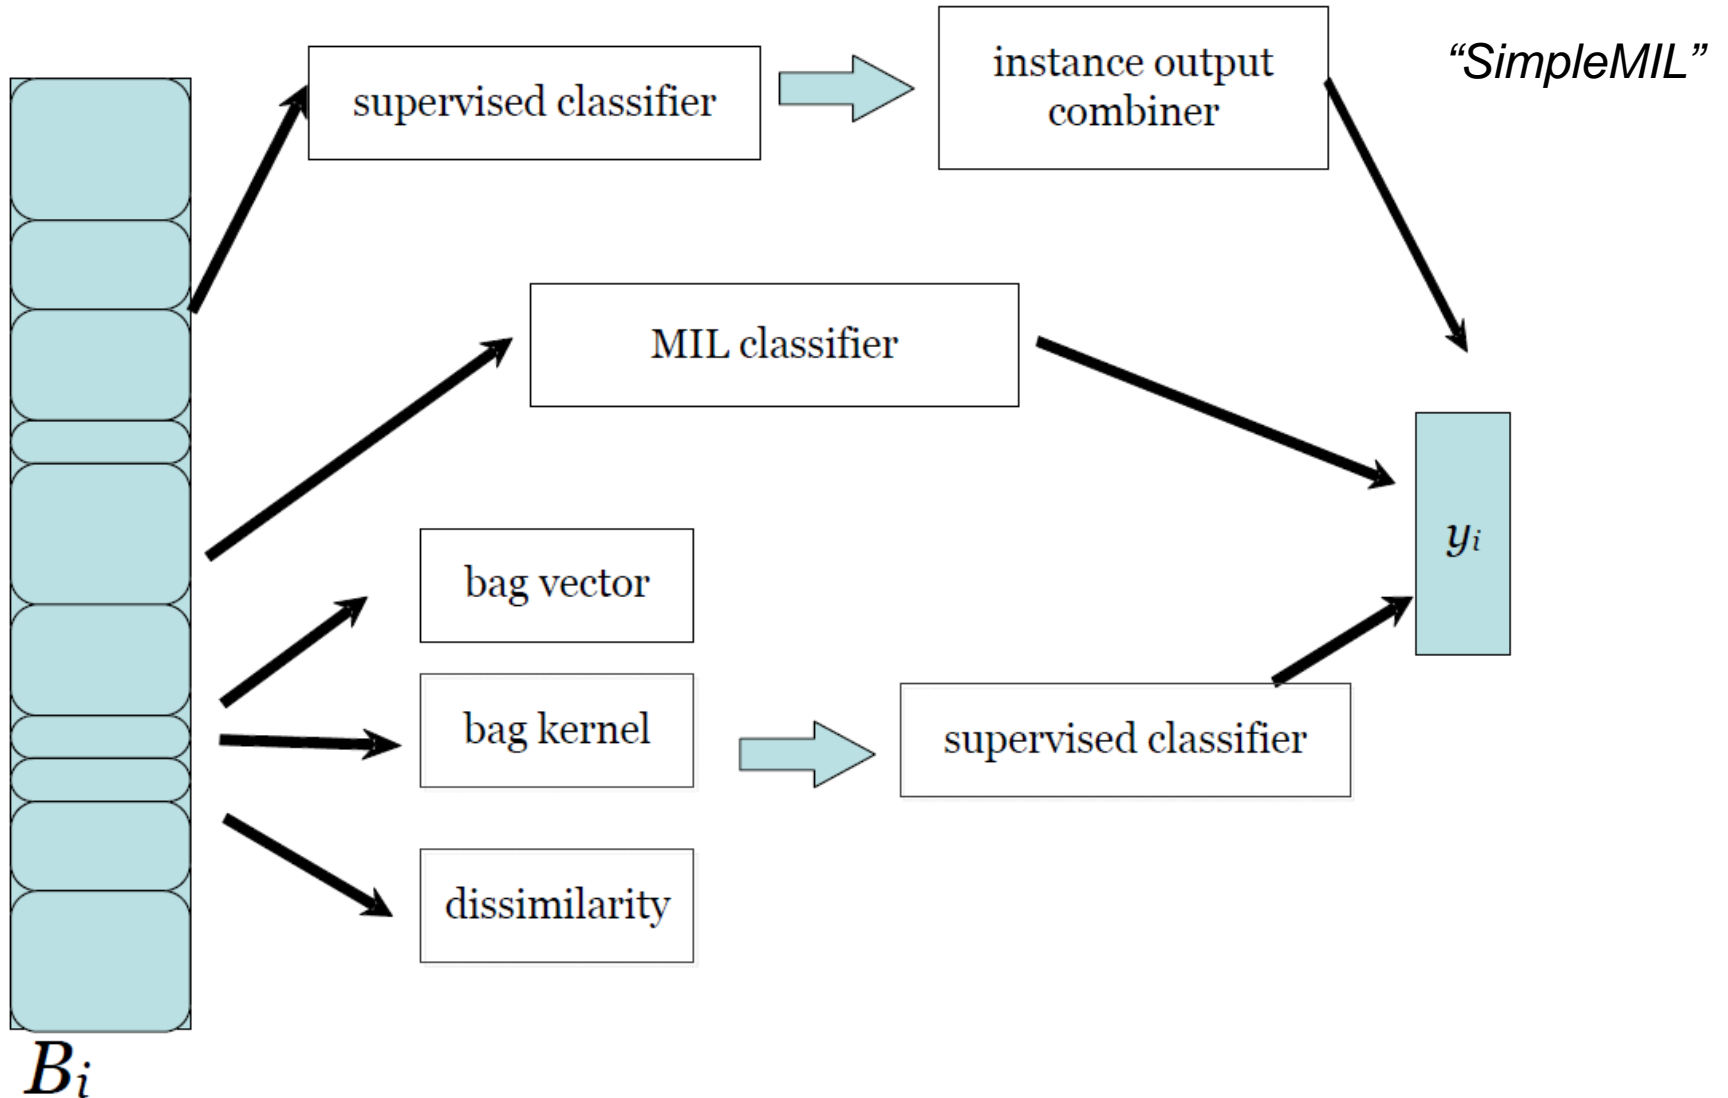 “SimpleMIL”
supervised classifier
instance output
combiner
MIL classifier
bag vector
bag kernel
supervised classifier
dissimilarity
yi
Bi